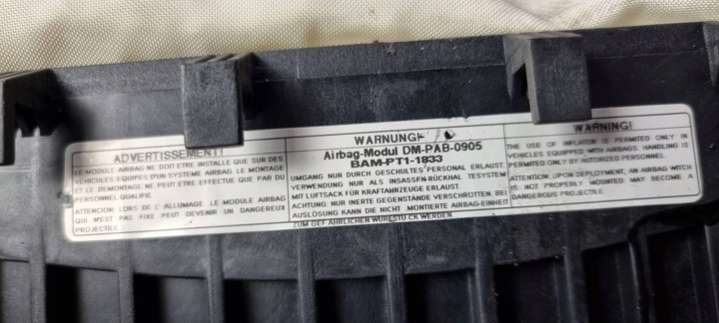 ADVERTISSEMENT!
LE MODULE AIRBAG NE DOIT ETRE INSTALLE QUE SUR DES
VEHICULES EQUIPES D'UN SYSTEME AIRBAG. LE MONTAGE
ET LE DEMONTAGE NE PEUT ETRE EFFECTUE QUE PAR DU
PERSONNEL QUALIFIE
ATTENCION: LORS DE L'ALLUMAGE, LE MODULE AIRBAG
QUI N'EST PAS FIXE PEUT DEVENIR UN DANGEREUX
PROJECTILE
WARNUNG!
Airbag-Modul DM-PAB-0905
BAM-PT1-1833
UMGANG NUR DURCH GESCHULTES PERSONAL ERLAUBT.
VERWENDUNG NUR ALS INSASSEN RÜCKHAL TESYSTEM
MIT LUFTSACK FÜR KRAFTFAHRZEUGE ERLAUBT
ACHTUNG: NUR INERTE GEGENSTÄNDE VERSCHROTTEN. BEI
AUSLÖSUNG KANN DIE NICHT MONTIERTE AIRBAG-EINHEIT
ZUM GEFÄHRLICHEN WURFSTÜCK WERDEN
WARNING!
THE USE OF INFLATOR IS PERMITTED ONLY IN
VEHICLES EQUIPPED WITH AIRBAGS. HANDLING IS
PERMITTED ONLY BY AUTHORIZED PERSONNEL.
ATTENTION: UPON DEPLOYMENT, AN AIRBAG WITCH
IS NOT PROPERLY MOUNTED MAY BECOME A
DANGEROUS PROJECTILE.